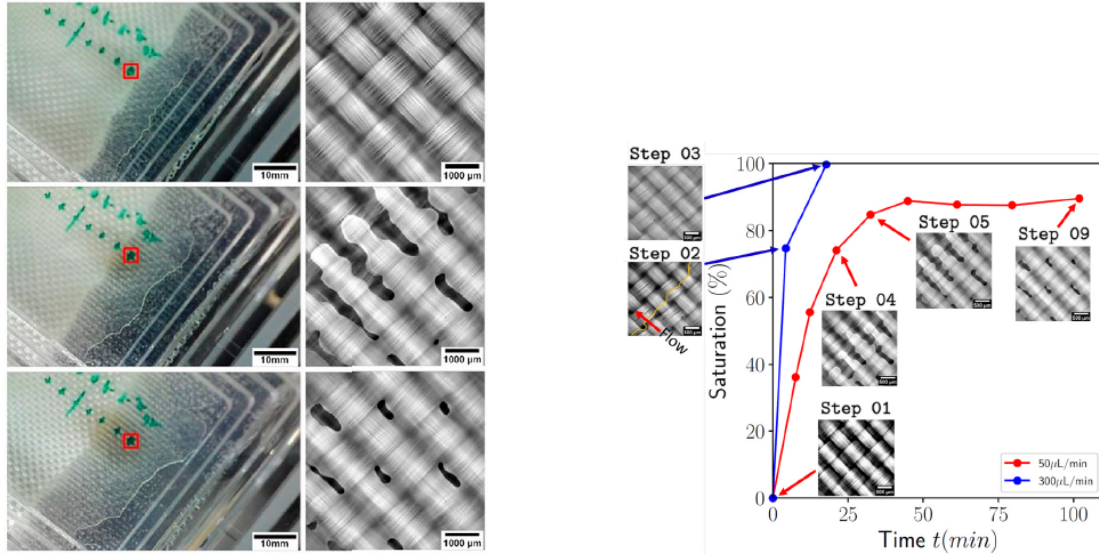 10mm
1000 µm
10mm
1000 µm
10mm
1000 µm
Step 03
Step 02
Flow
Step 05
Step 09
Step 04
Step 01
100
80
60
40
20
0
Saturation (%)
0 25 50 75 100
Time t(min)
50µL/min
300µL/min